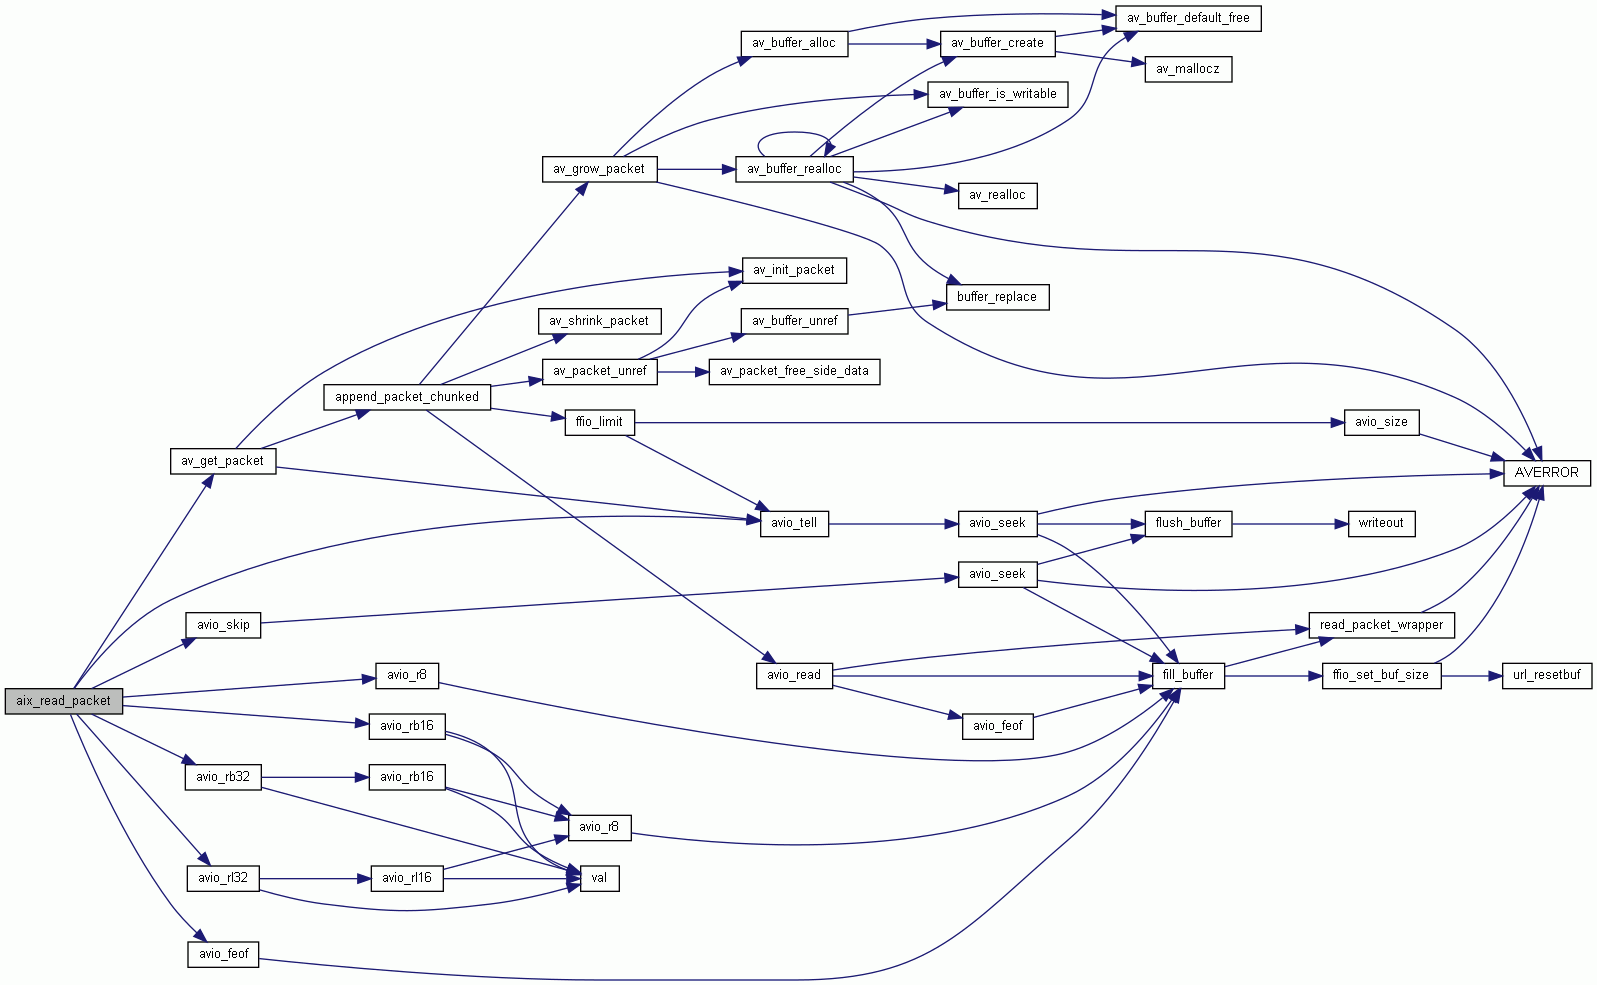 av_buffer_default_free
av_buffer_alloc
av_buffer_create
av_mallocz
av_buffer_is_writable
av_grow_packet
av_buffer_realloc
av_realloc
av_init_packet
buffer_replace
av_shrink_packet
av_buffer_unref
av_packet_unref
av_packet_free_side_data
append_packet_chunked
ffio_limit
avio_size
av_get_packet
AVERROR
avio_tell
avio_seek
flush_buffer
writeout
avio_seek
avio_skip
read_packet_wrapper
avio_r8
avio_read
fill_buffer
ffio_set_buf_size
url_resetbuf
aix_read_packet
avio_rb16
avio_feof
avio_rb32
avio_rb16
avio_r8
avio_rl32
avio_rl16
val
avio_feof